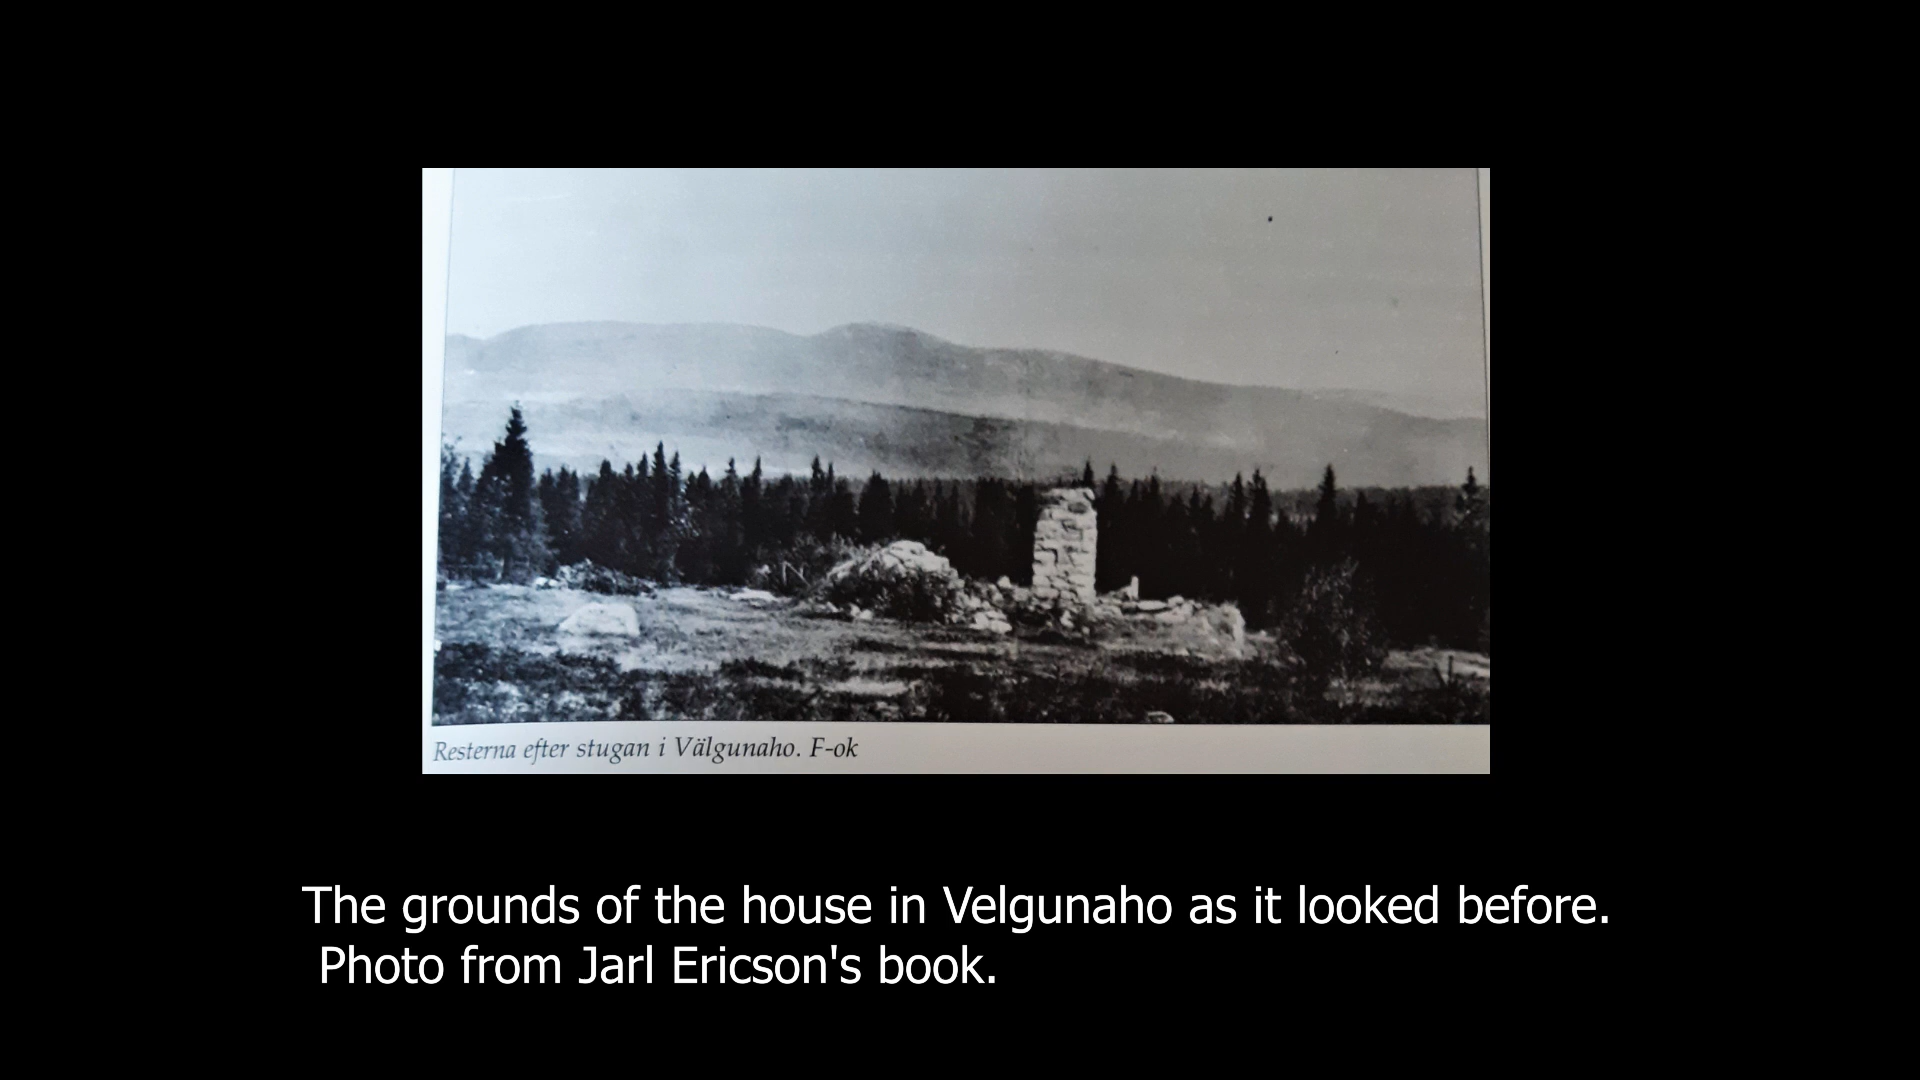 Resterna efter stugan i Välgunaho. F-ok
The grounds of the house in Velgunaho as it looked before.
Photo from Jarl Ericson's book.